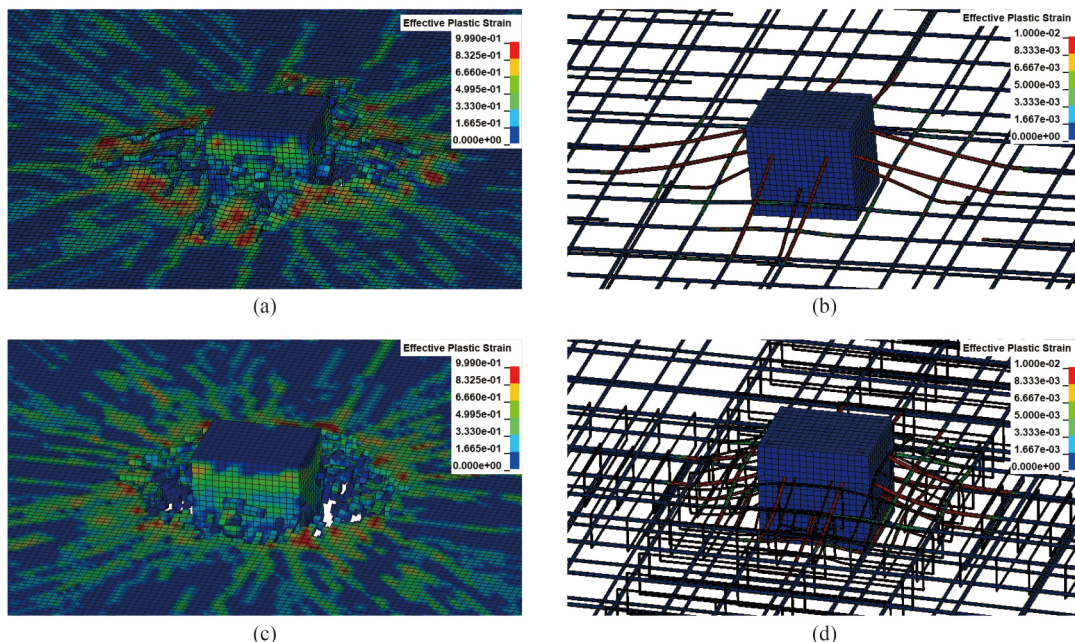 Effective Plastic Strain
9.990e-01
8.325e-01
6.660e-01
4.995e-01
3.330e-01
1.665e-01
0.000e+00
(a)
Effective Plastic Strain
1.000e-02
8.333e-03
6.667e-03
5.000e-03
3.333e-03
1.667e-03
0.000e+00
(b)
Effective Plastic Strain
9.990e-01
8.325e-01
6.660e-01
4.995e-01
3.330e-01
1.665e-01
0.000e+00
(c)
Effective Plastic Strain
1.000e-02
8.333e-03
6.667e-03
5.000e-03
3.333e-03
1.667e-03
0.000e+00
(d)